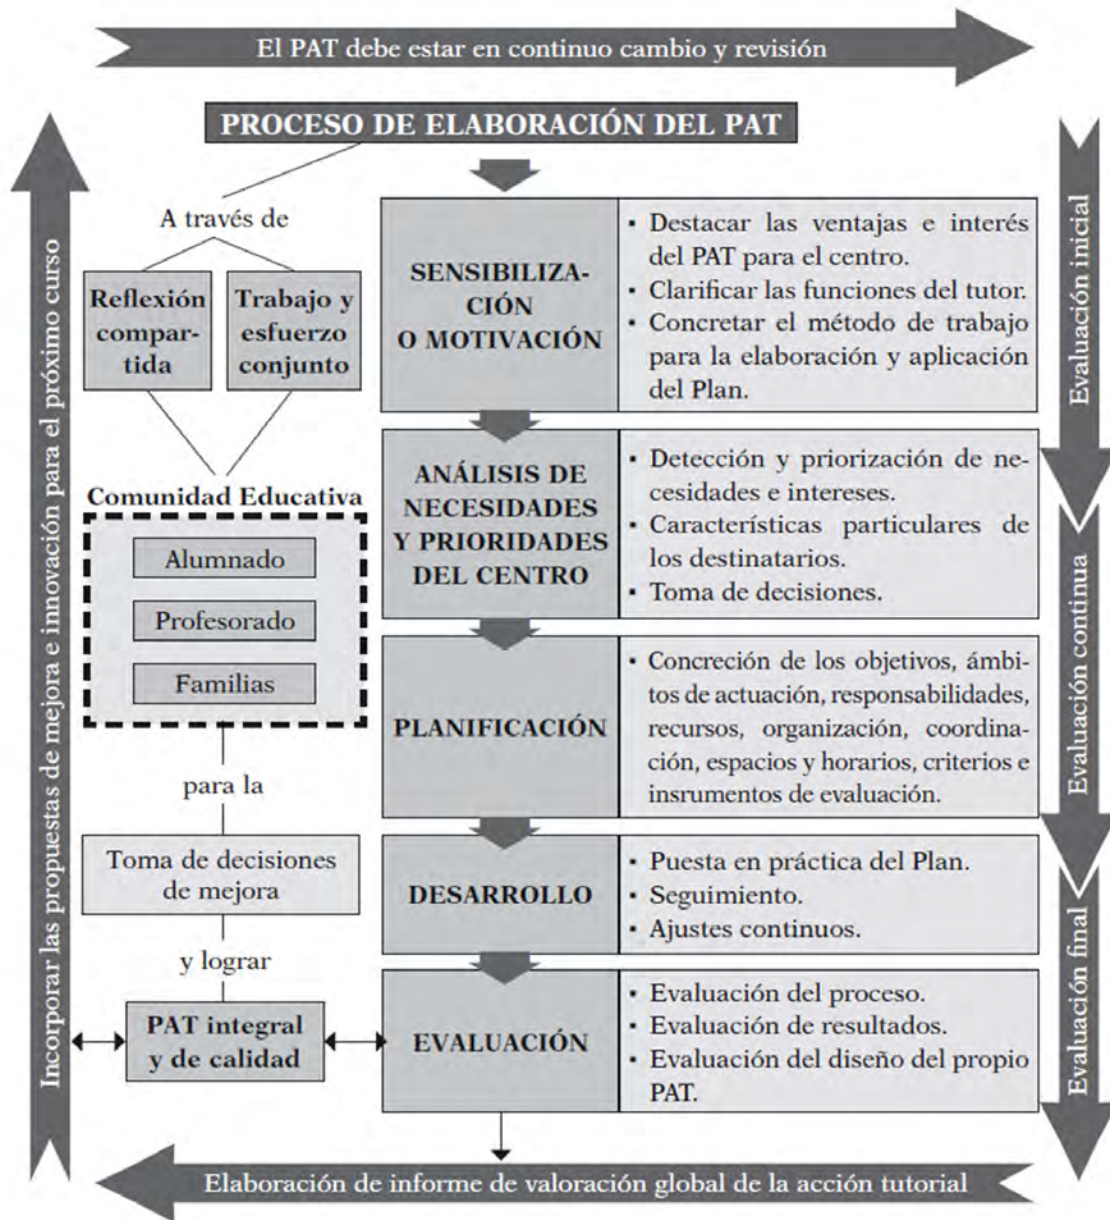 El PAT debe estar en continuo cambio y revisión
PROCESO DE ELABORACIÓN DEL PAT
A través de
Reflexión
compar-
tida
Trabajo y
esfuerzo
conjunto
Comunidad Educativa
Alumnado
Profesorado
Familias
para la
Toma de decisiones
de mejora
y lograr
PAT integral
y de calidad
SENSIBILIZA-
CIÓN
O MOTIVACIÓN
▪ Destacar las ventajas e interés
del PAT para el centro.
▪ Clarificar las funciones del tutor.
▪ Concretar el método de trabajo
para la elaboración y aplicación
del Plan.
ANÁLISIS DE
NECESIDADES
Y PRIORIDADES
DEL CENTRO
▪ Detección y priorización de ne-
cesidades e intereses.
▪ Características particulares de
los destinatarios.
▪ Toma de decisiones.
PLANIFICACIÓN
▪ Concreción de los objetivos, ámbi-
tos de actuación, responsabilidades,
recursos, organización, coordina-
ción, espacios y horarios, criterios e
insrumentos de evaluación.
DESARROLLO
▪ Puesta en práctica del Plan.
▪ Seguimiento.
▪ Ajustes continuos.
EVALUACIÓN
▪ Evaluación del proceso.
▪ Evaluación de resultados.
▪ Evaluación del diseño del propio
PAT.
Evaluación inicial
Evaluación continua
Evaluación final
Elaboración de informe de valoración global de la acción tutorial
Incorporar las propuestas de mejora e innovación para el próximo curso